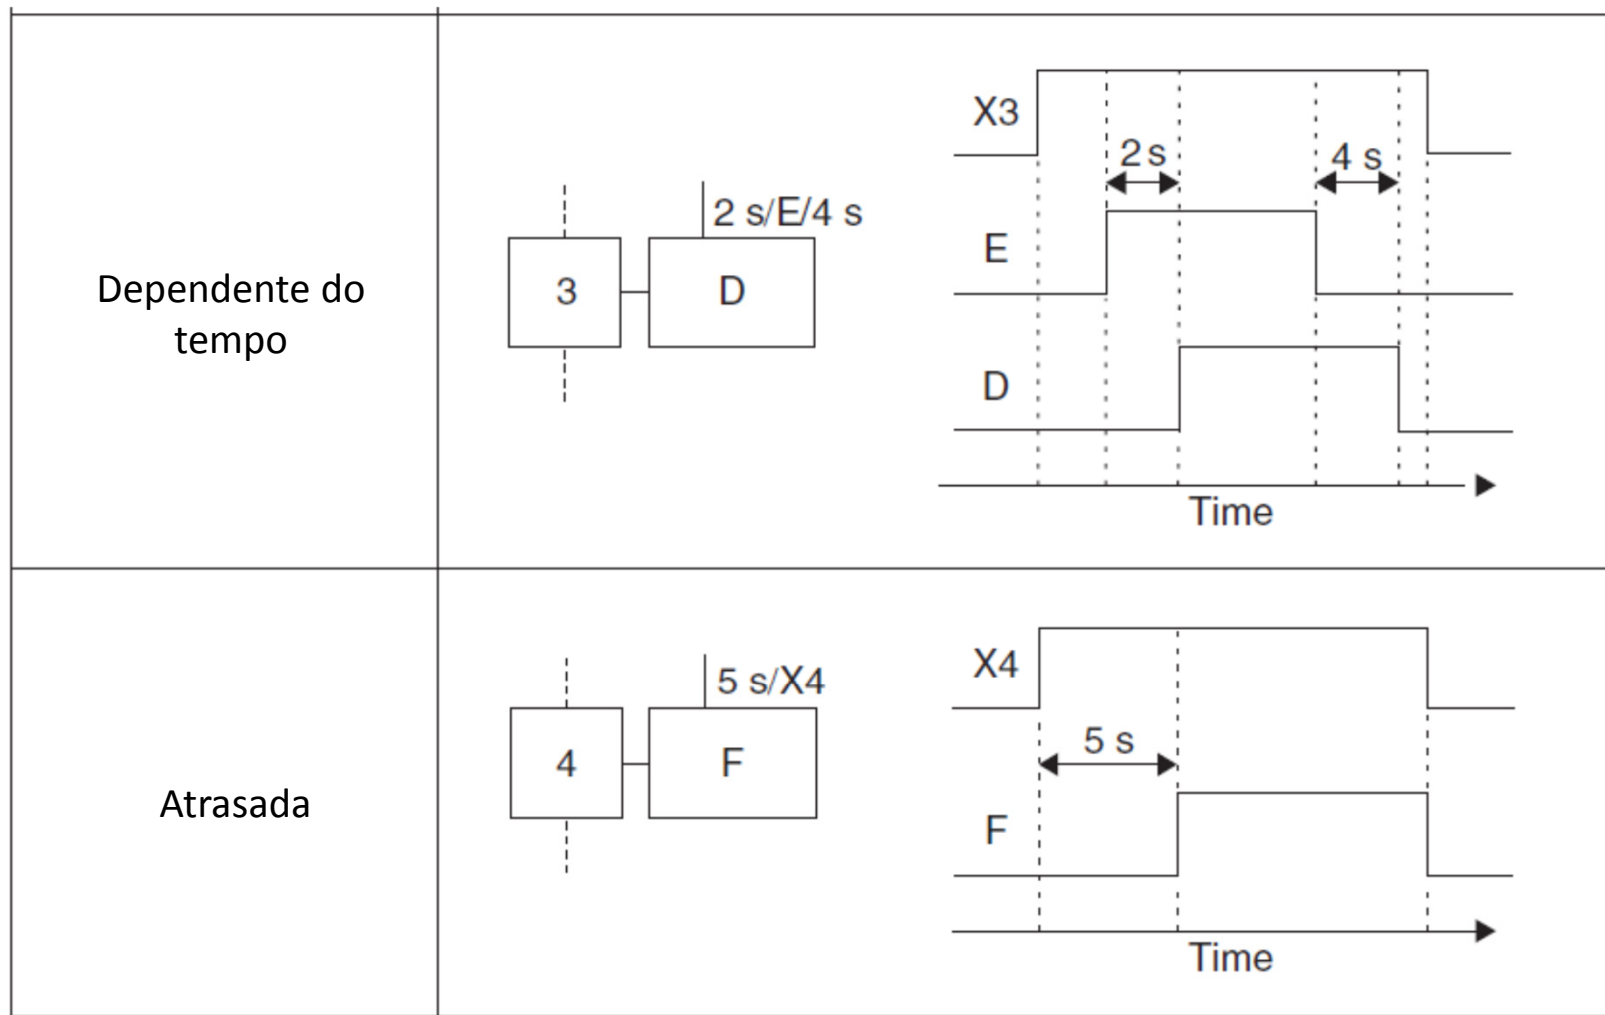 Dependente do
tempo
3
D
2 s/E/4 s
X3
2 s
4 s
E
D
Time
Atrasada
4
F
5 s/X4
X4
5 s
F
Time